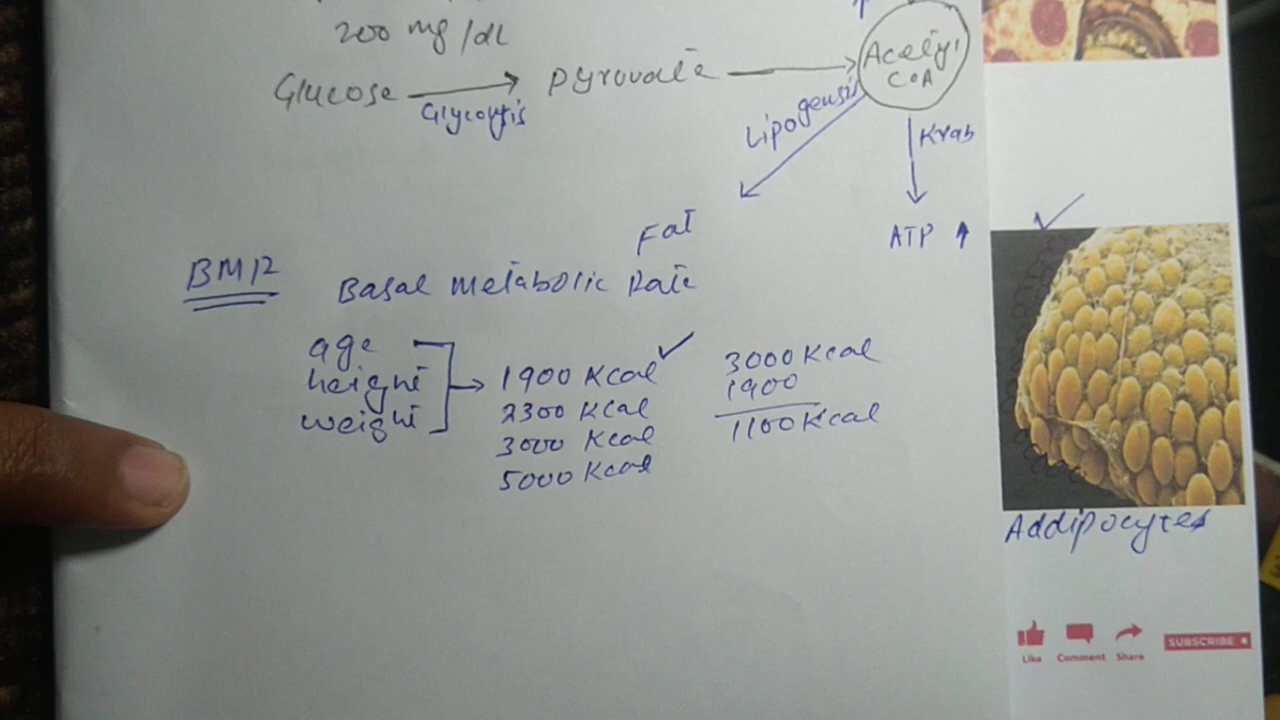 200 mg/dL
Glucose
Glycolysis
pyruvate
Acetyl
CoA
Lipogensis
Kreb
Fat
ATP ↑
BMR
Basal metabolic Rate
age
height
weight
1900 Kcal ✓
2300 Kcal
3000 Kcal
5000 Kcal
3000 Kcal
1900
1100 Kcal
Addipocytes
Like
Comment
Share
SUBSCRIBE